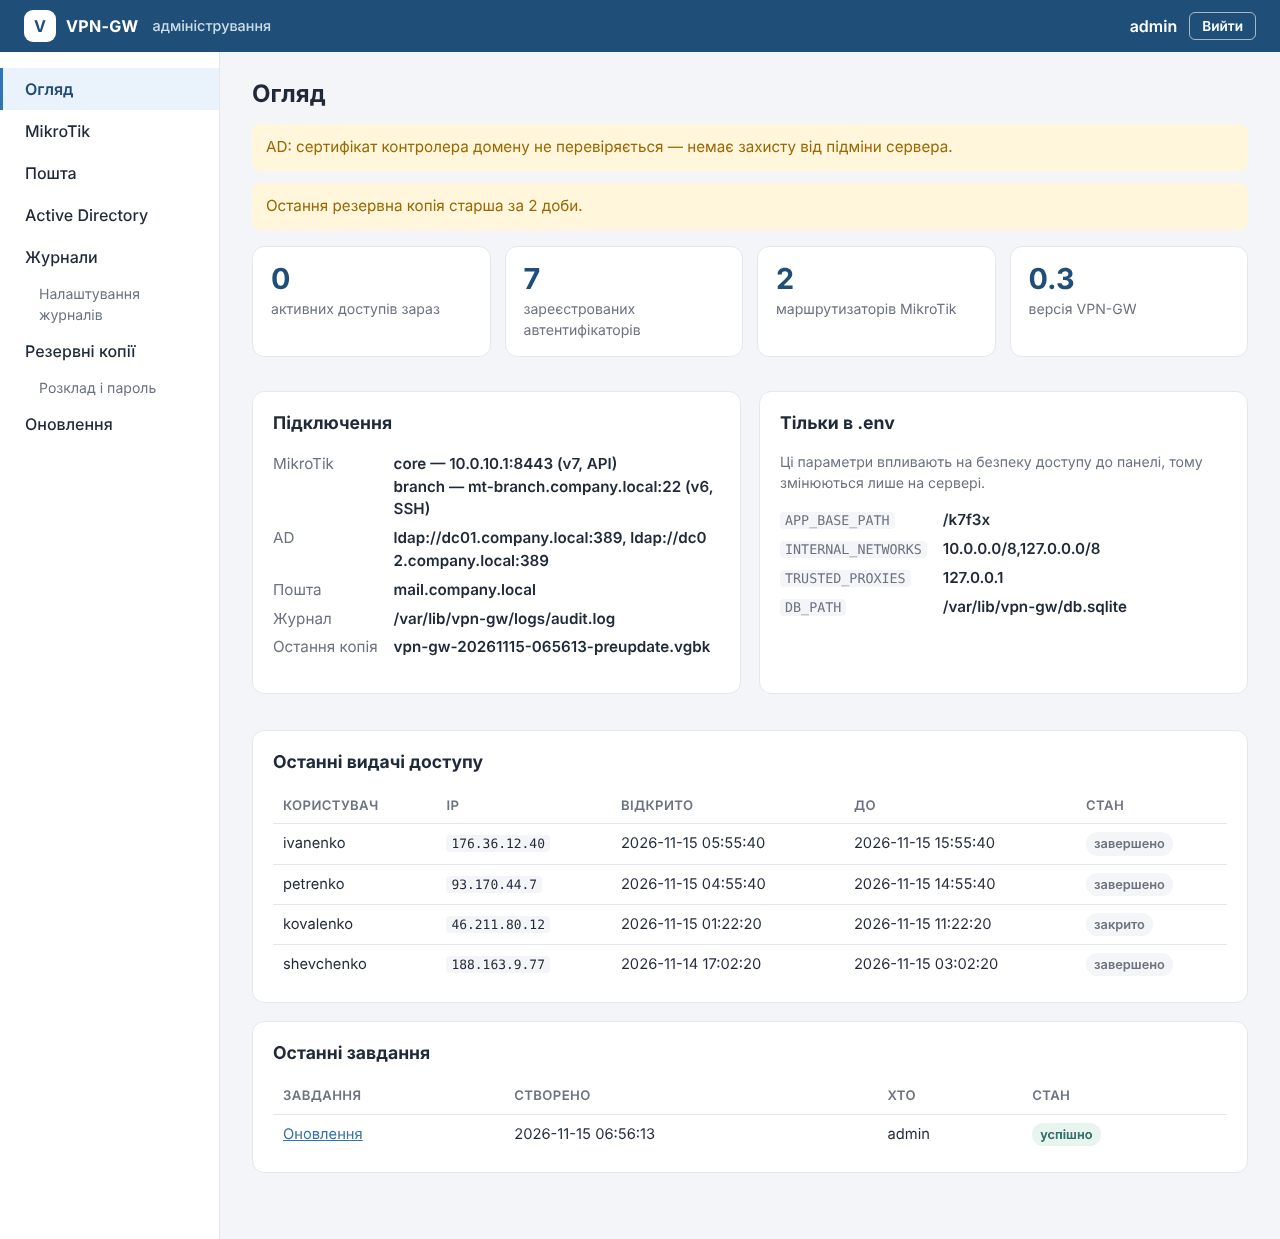 V VPN-GW адміністрування admin Вийти
Огляд
MikroTik
Пошта
Active Directory
Журнали
Налаштування
журналів
Резервні копії
Розклад і пароль
Оновлення
Огляд
AD: сертифікат контролера домену не перевіряється — немає захисту від підміни сервера.
Остання резервна копія старша за 2 доби.
0
активних доступів зараз
7
зареєстрованих
автентифікаторів
2
маршрутизаторів MikroTik
0.3
версія VPN-GW
Підключення
MikroTik core — 10.0.10.1:8443 (v7, API)
branch — mt-branch.company.local:22 (v6,
SSH)
AD ldap://dc01.company.local:389, ldap://dc0
2.company.local:389
Пошта mail.company.local
Журнал /var/lib/vpn-gw/logs/audit.log
Остання копія vpn-gw-20261115-065613-preupdate.vgbk
Тільки в .env
Ці параметри впливають на безпеку доступу до панелі, тому
змінюються лише на сервері.
APP_BASE_PATH /k7f3x
INTERNAL_NETWORKS 10.0.0.0/8,127.0.0.0/8
TRUSTED_PROXIES 127.0.0.1
DB_PATH /var/lib/vpn-gw/db.sqlite
Останні видачі доступу
КОРИСТУВАЧ IP ВІДКРИТО ДО СТАН
ivanenko 176.36.12.40 2026-11-15 05:55:40 2026-11-15 15:55:40 завершено
petrenko 93.170.44.7 2026-11-15 04:55:40 2026-11-15 14:55:40 завершено
kovalenko 46.211.80.12 2026-11-15 01:22:20 2026-11-15 11:22:20 закрито
shevchenko 188.163.9.77 2026-11-14 17:02:20 2026-11-15 03:02:20 завершено
Останні завдання
ЗАВДАННЯ СТВОРЕНО ХТО СТАН
Оновлення 2026-11-15 06:56:13 admin успішно